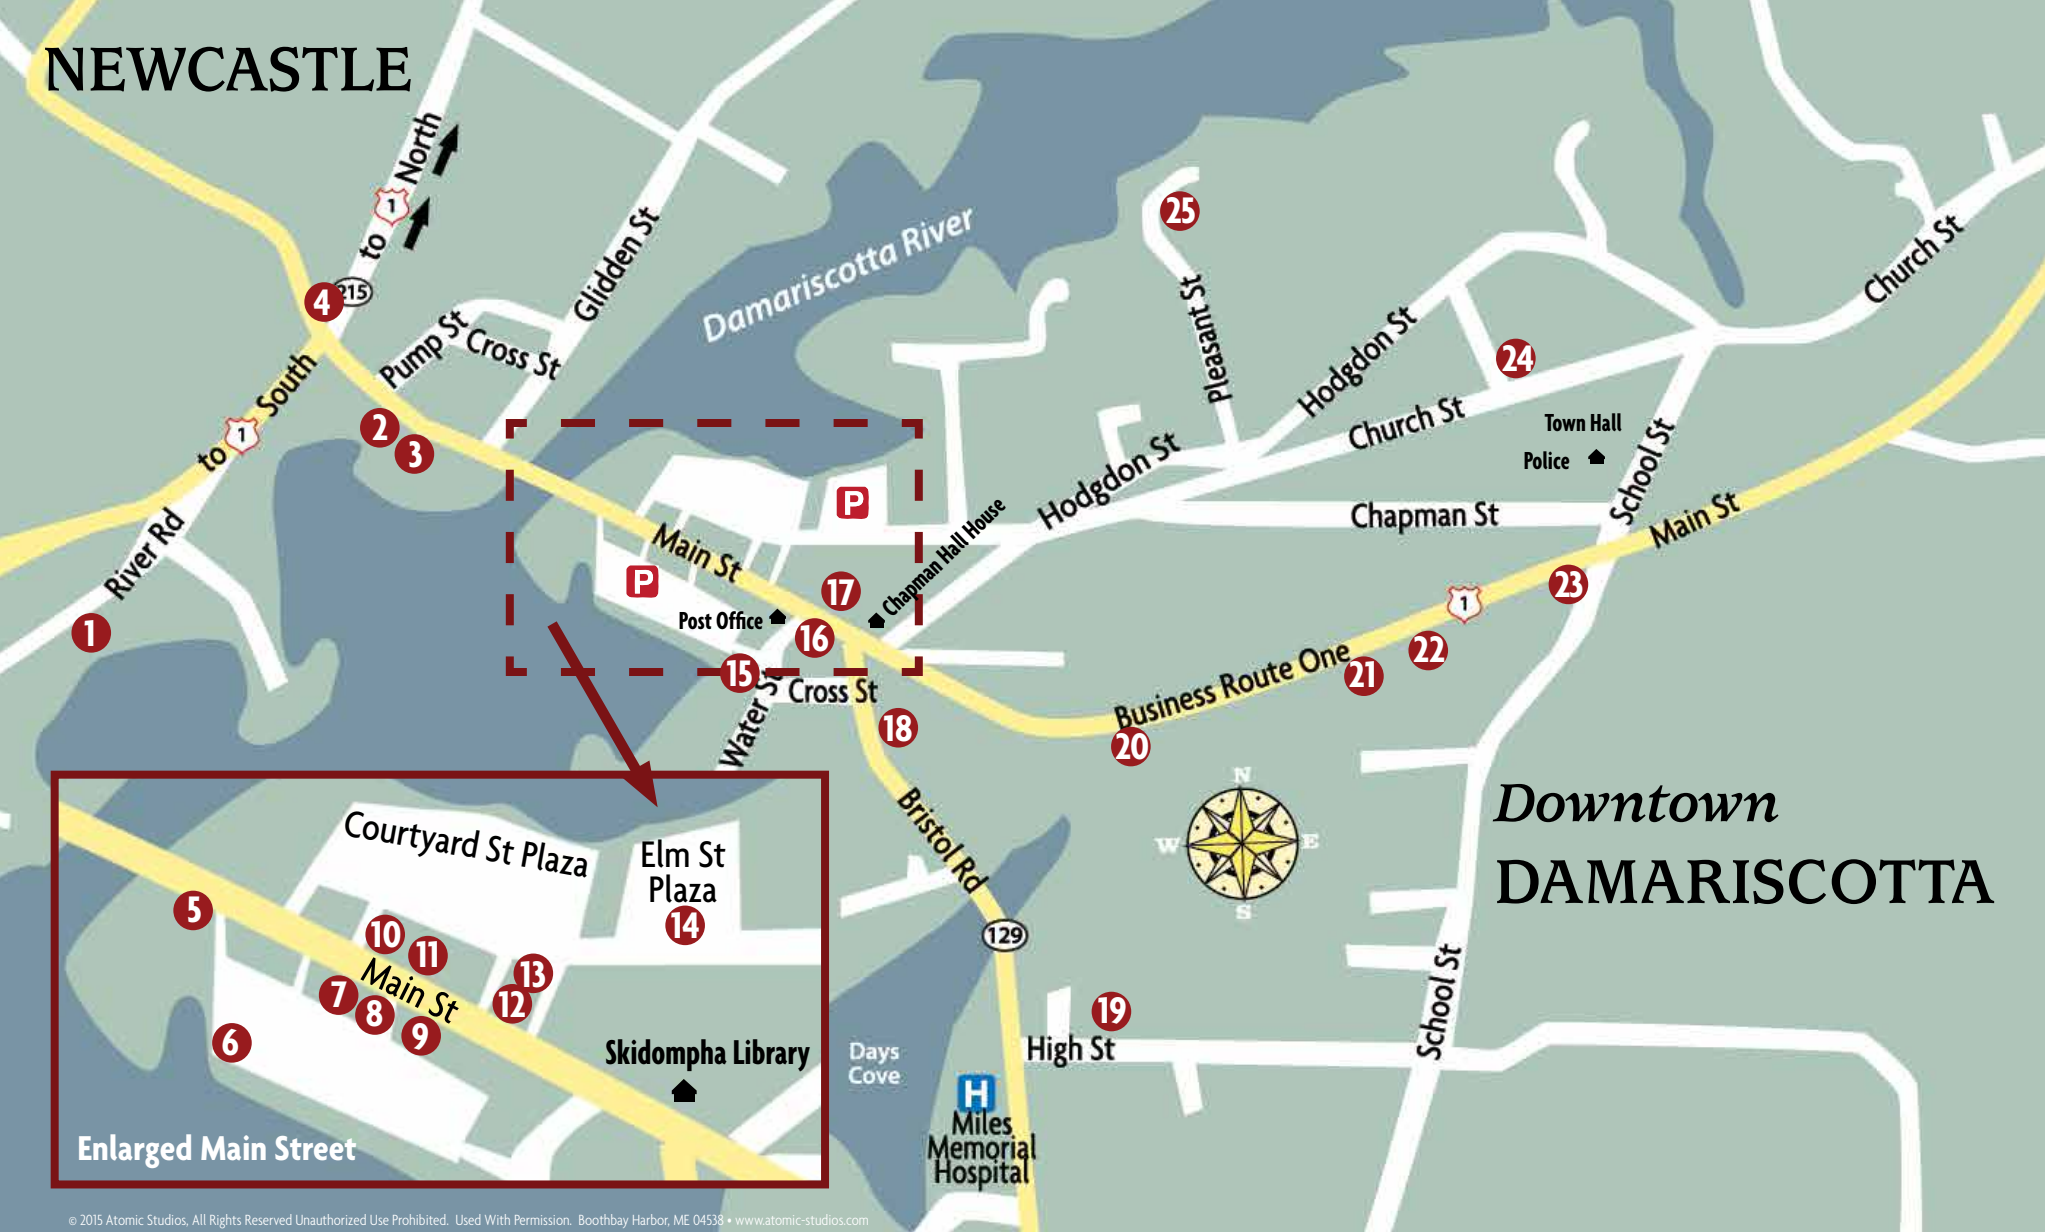 NEWCASTLE
North
1
to
215
4
Glidden St
Damariscotta River
25
Pleasant St
Church St
Pump St
Cross St
South
1
to
2
3
Hodgdon St
24
Church St
Town Hall
Police
School St
Hodgdon St
Chapman St
Main St
P
Chapman Hall House
Main St
P
River Rd
1
17
Post Office
16
15
Cross St
Water St
18
23
1
22
21
Business Route One
20
Bristol Rd
129
N
W
E
S
Downtown
DAMARISCOTTA
Courtyard St Plaza
Elm St
Plaza
14
5
10
11
Main St
13
12
7
8
9
6
Skidompha Library
Enlarged Main Street
Days
Cove
19
High St
School St
H
Miles
Memorial
Hospital
© 2015 Atomic Studios, All Rights Reserved Unauthorized Use Prohibited. Used With Permission. Boothbay Harbor, ME 04538 • www.atomic-studios.com